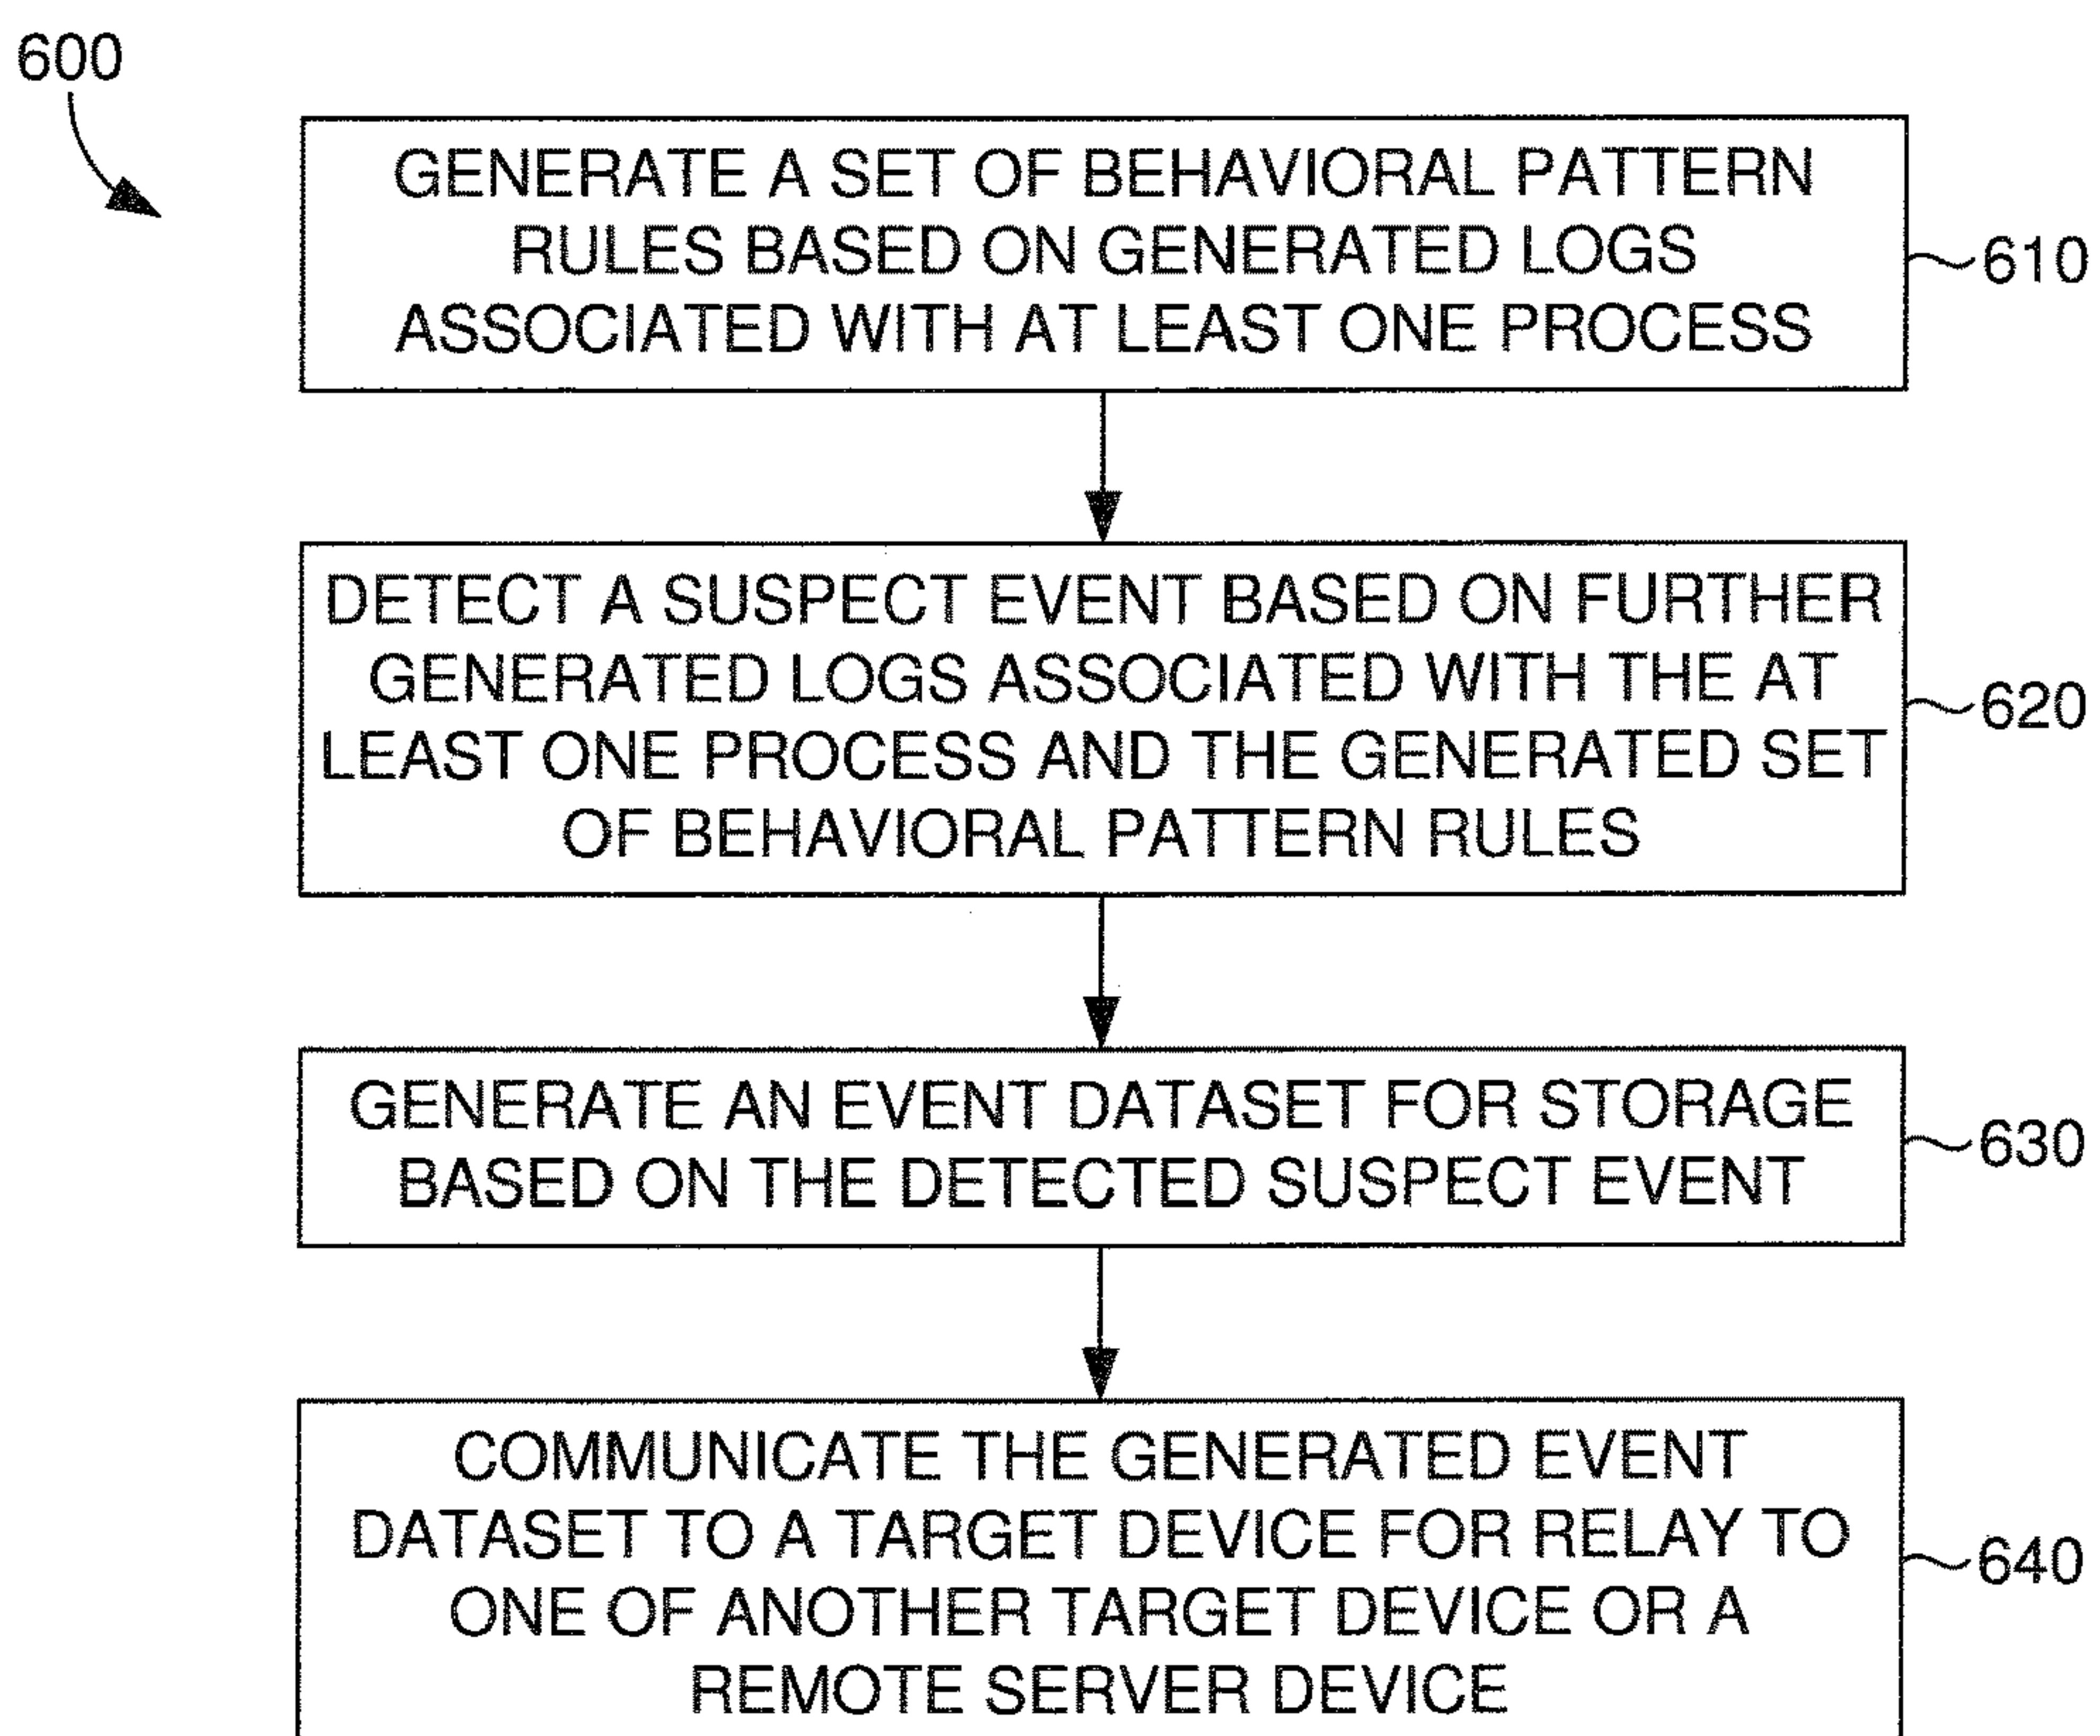 600
GENERATE A SET OF BEHAVIORAL PATTERN
RULES BASED ON GENERATED LOGS
ASSOCIATED WITH AT LEAST ONE PROCESS
610
DETECT A SUSPECT EVENT BASED ON FURTHER
GENERATED LOGS ASSOCIATED WITH THE AT
LEAST ONE PROCESS AND THE GENERATED SET
OF BEHAVIORAL PATTERN RULES
620
GENERATE AN EVENT DATASET FOR STORAGE
BASED ON THE DETECTED SUSPECT EVENT
630
COMMUNICATE THE GENERATED EVENT
DATASET TO A TARGET DEVICE FOR RELAY TO
ONE OF ANOTHER TARGET DEVICE OR A
REMOTE SERVER DEVICE
640